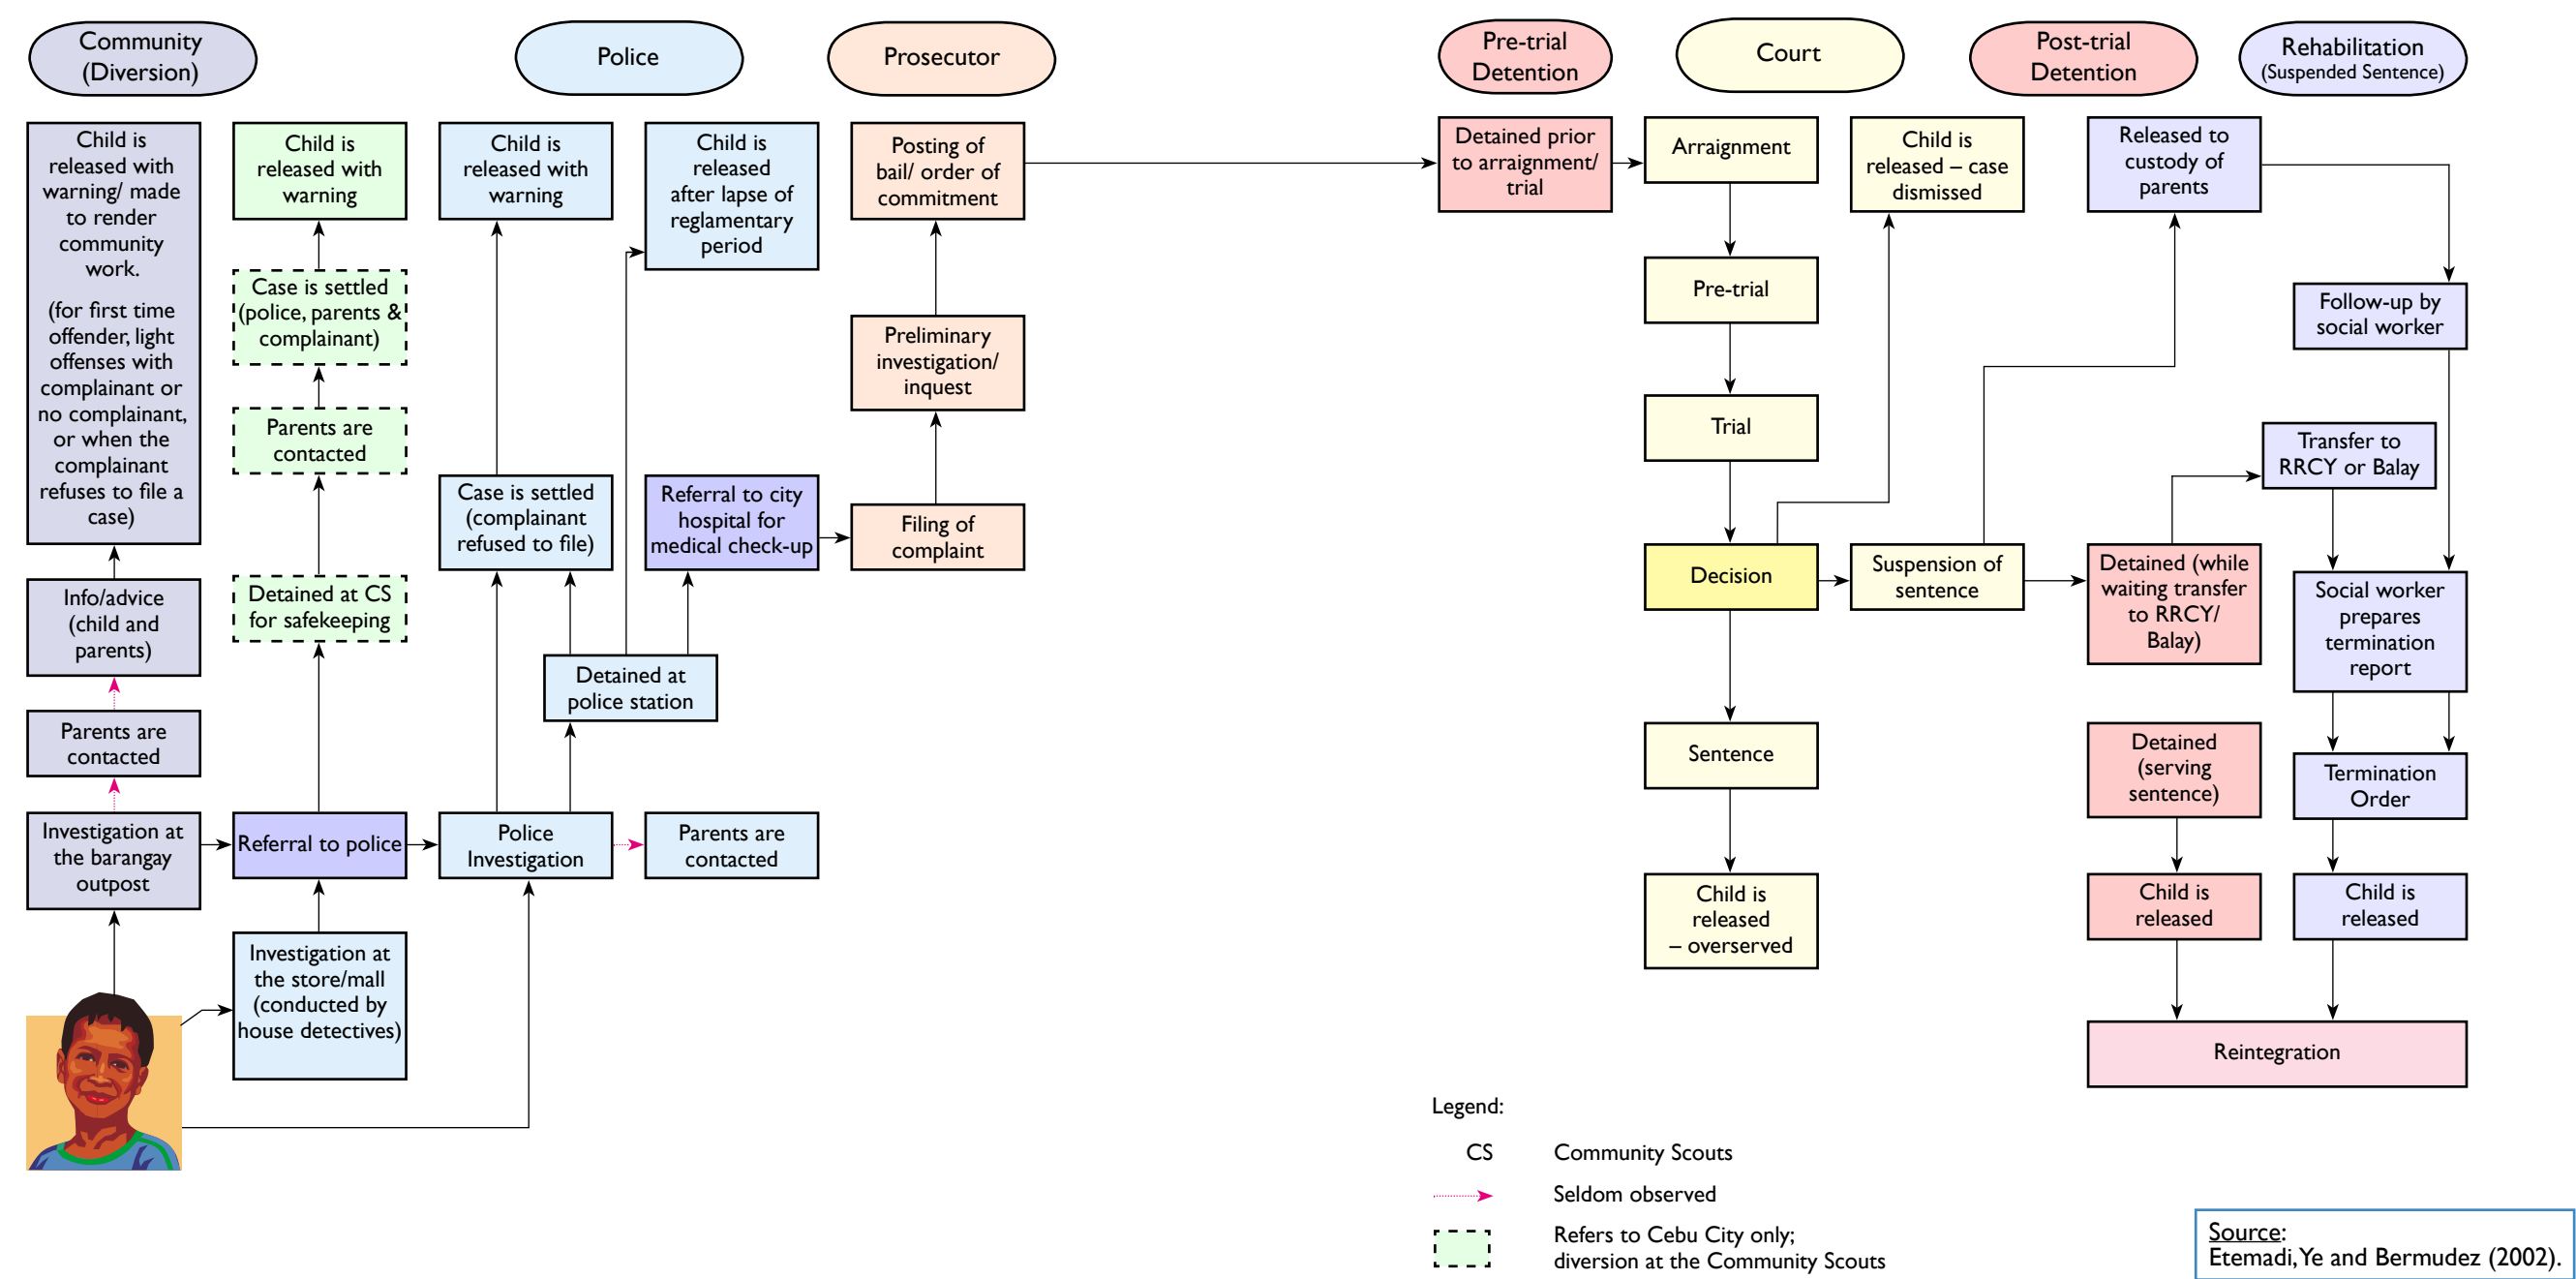 Community
(Diversion)
Police
Prosecutor
Pre-trial
Detention
Court
Post-trial
Detention
Rehabilitation
(Suspended Sentence)
Child is
released with
warning/ made
to render
community
work.
(for first time
offender, light
offenses with
complainant or
no complainant,
or when the
complainant
refuses to file a
case)
Info/advice
(child and
parents)
Parents are
contacted
Investigation at
the barangay
outpost
Child is
released with
warning
Case is settled
(police, parents &
complainant)
Parents are
contacted
Detained at CS
for safekeeping
Referral to police
Investigation at
the store/mall
(conducted by
house detectives)
Child is
released with
warning
Case is settled
(complainant
refused to file)
Detained at
police station
Police
Investigation
Child is
released
after lapse of
reglamentary
period
Referral to city
hospital for
medical check-up
Parents are
contacted
Posting of
bail/ order of
commitment
Preliminary
investigation/
inquest
Filing of
complaint
Detained prior
to arraignment/
trial
Arraignment
Pre-trial
Trial
Decision
Sentence
Child is
released
– overserved
Child is
released – case
dismissed
Suspension of
sentence
Released to
custody of
parents
Detained (while
waiting transfer
to RRCY/
Balay)
Detained
(serving
sentence)
Child is
released
Follow-up by
social worker
Transfer to
RRCY or Balay
Social worker
prepares
termination
report
Termination
Order
Child is
released
Reintegration
Legend:
CS Community Scouts
Seldom observed
Refers to Cebu City only;
diversion at the Community Scouts
Source:
Etemadi, Ye and Bermudez (2002).